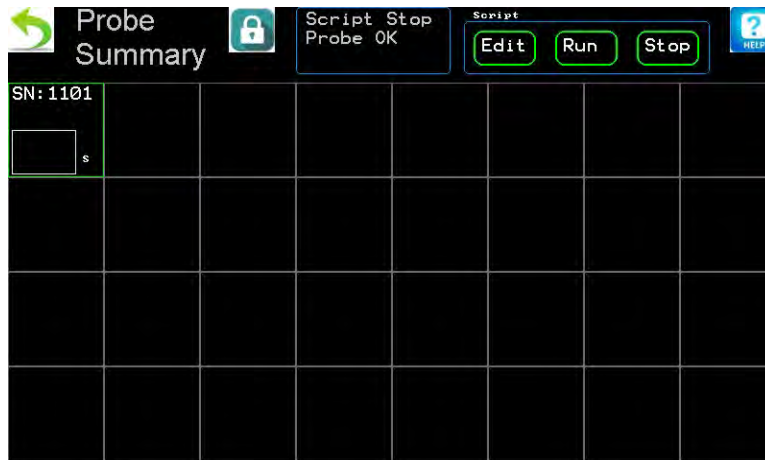 Probe
Summary
Script Stop
Probe OK
Script
Edit
Run
Stop
?
HELP
SN:1101
s